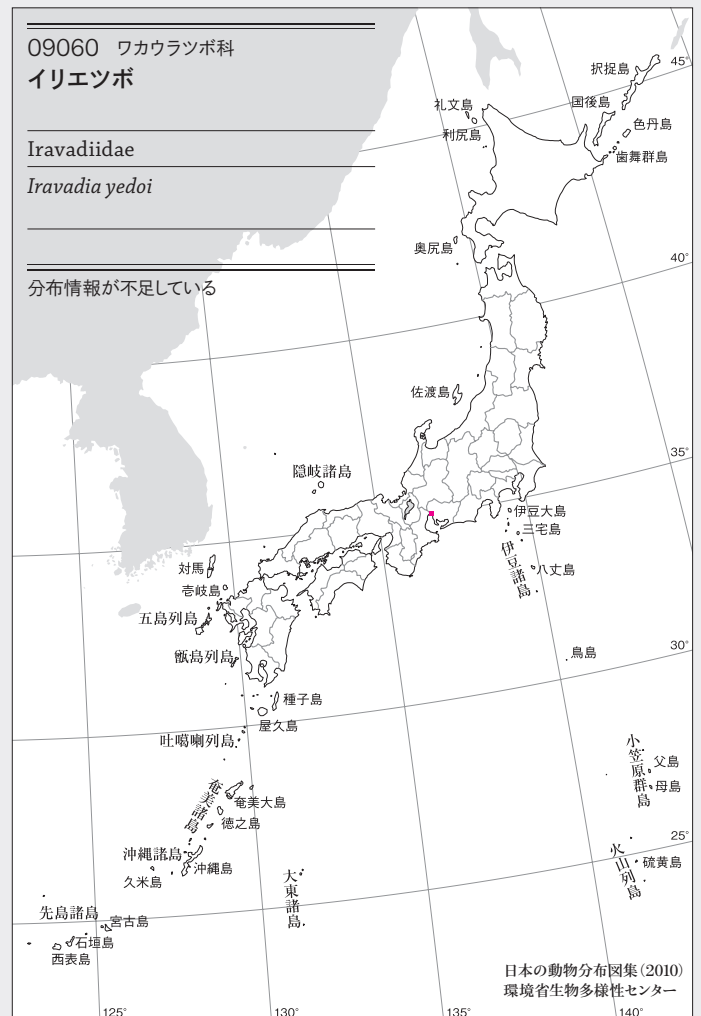 09060 ワカウラツボ科
イリエツボ
Iravadiidae
Iravadia yedoi
分布情報が不足している
択捉島
45°
礼文島
国後島
利尻島
色丹島
歯舞群島
奥尻島
40°
佐渡島
35°
隠岐諸島
伊豆大島
三宅島
伊豆諸島
八丈島
対馬
壱岐島
五島列島
甑島列島
鳥島
30°
種子島
屋久島
吐噶喇列島
小笠原群島
父島
母島
奄美諸島
奄美大島
徳之島
25°
沖縄諸島
沖縄島
久米島
火山列島
硫黄島
大東諸島
先島諸島
宮古島
石垣島
西表島
日本の動物分布図集(2010)
環境省生物多様性センター
125°
130°
135°
140°